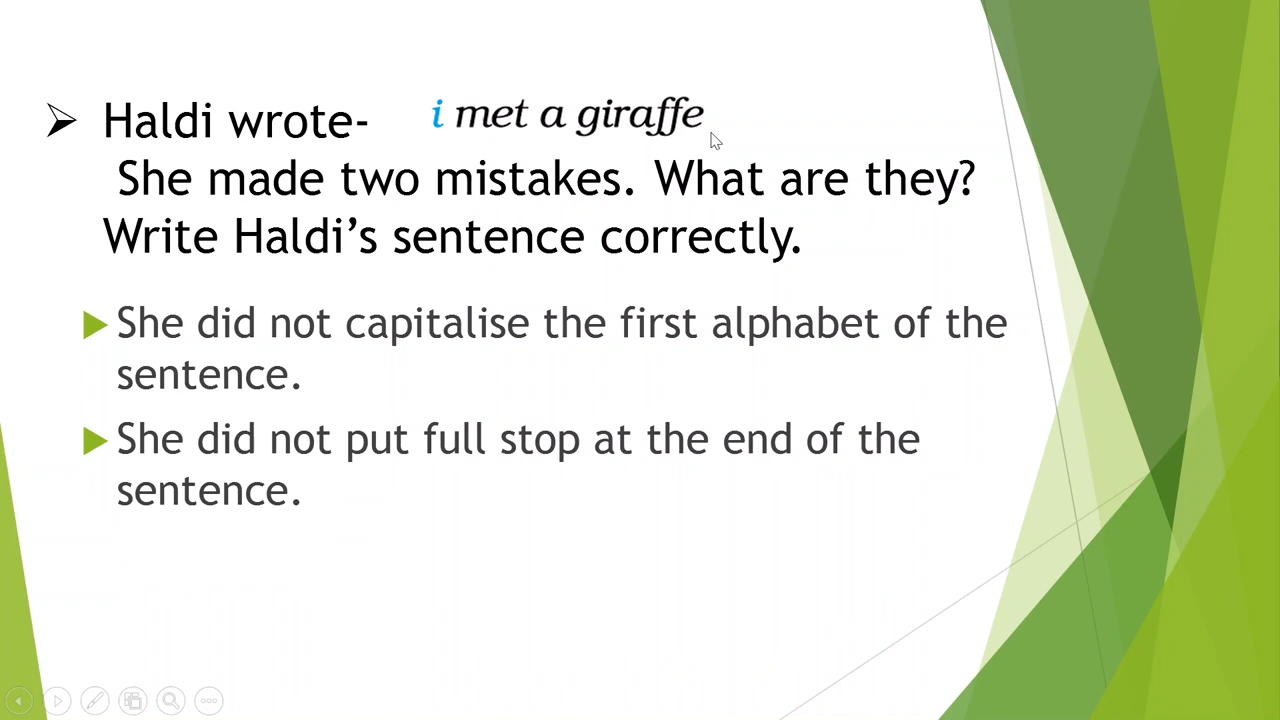 Haldi wrote- i met a giraffe
She made two mistakes. What are they?
Write Haldi’s sentence correctly.
She did not capitalise the first alphabet of the
sentence.
She did not put full stop at the end of the
sentence.